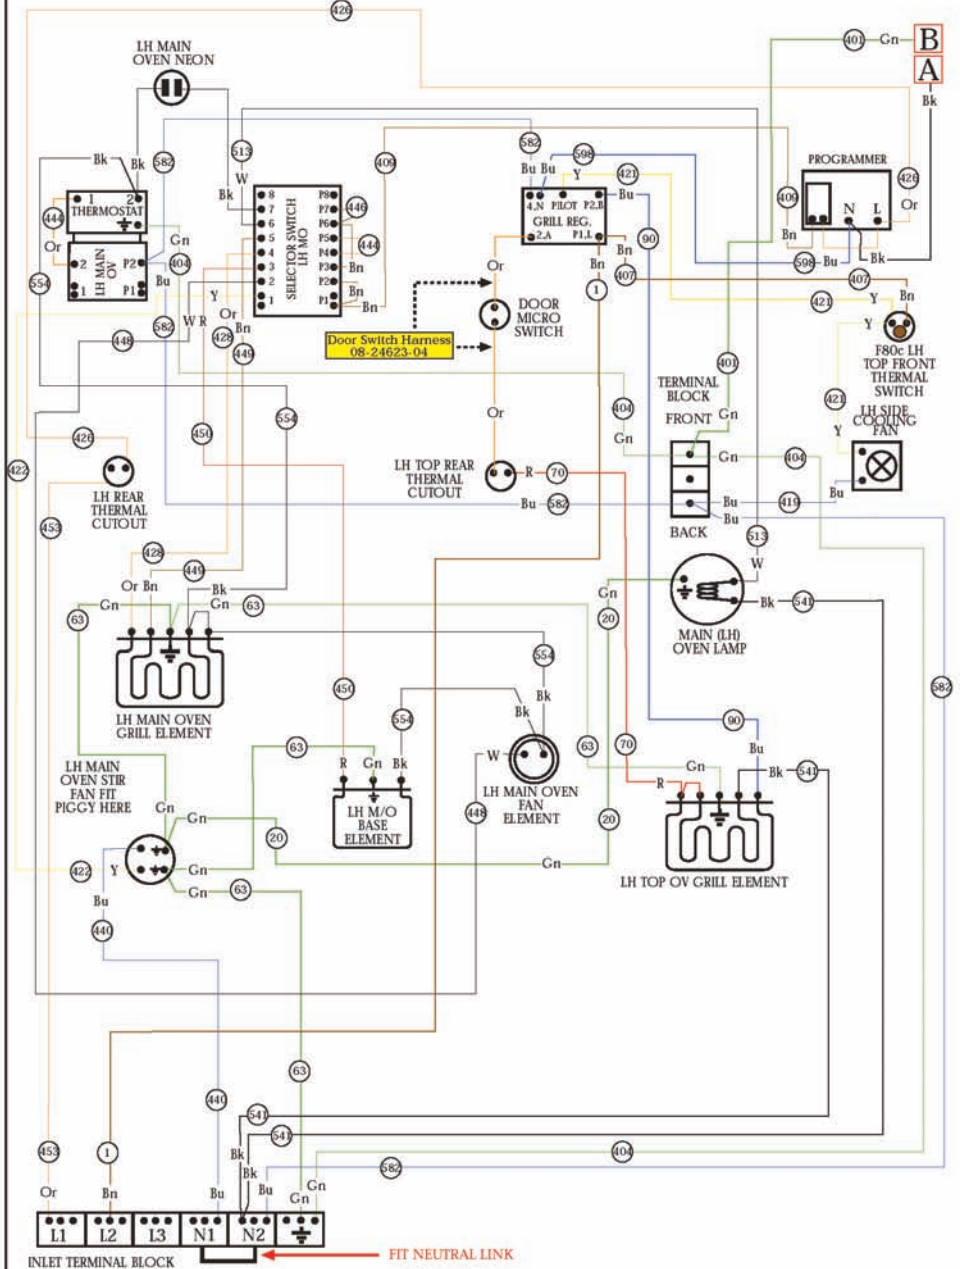 426
401
Gn
B
A
Bk
LH MAIN
OVEN NEON
582
513
W
409
598
Bu Bu
Y
421
PROGRAMMER
Bk
Bk
582
Bk
1 2
THERMOSTAT
444
Or
Gn
404
8 P8
7 P7
6 P6
5 P5
4 P4
3 P3
2 P2
1 P1
SELECTOR SWITCH
LH MO
446
444
Bn
Bn
Bn
4,N PILOT P2,B
GRILL REG.
2,A P1,L
Bu
90
409
Bn
N L
426
Or
598
Bu
Bk
407
2 P2
1 P1
LH MAIN
OV
Bu
554
582
448
W R
Y
Or
428
Bn
449
Or
Bn
1
Bn
407
421
Y
Bn
Y
DOOR
MICRO
SWITCH
Door Switch Harness
08-24623-04
F80c LH
TOP FRONT
THERMAL
SWITCH
401
TERMINAL
BLOCK
FRONT
Gn
421
Y
LH SIDE
COOLING
FAN
554
450
Or
404
Gn
426
422
LH REAR
THERMAL
CUTOUT
453
LH TOP REAR
THERMAL
CUTOUT
R
70
Bu
582
Gn
404
Bu
419
Bu
Bu
BACK
513
W
428
449
Or Bn
Bk
Gn
63
Gn
63
Gn
20
Bk
541
MAIN (LH)
OVEN LAMP
554
Bk
Bk
554
582
450
LH MAIN OVEN
GRILL ELEMENT
90
Bu
LH MAIN
OVEN STIR
FAN FIT
PIGGY HERE
63
R Gn Bk
W
63
70
Gn
R
Bk
541
LH MAIN OVEN
FAN
ELEMENT
LH M/O
BASE
ELEMENT
448
Gn
Gn
20
20
Gn
422
Y
Gn
Gn
63
LH TOP OV GRILL ELEMENT
Bu
440
63
440
541
541
453
1
Bk
Bk
404
582
Or
Bn
Bu
Bu
Gn
Gn
L1 L2 L3 N1 N2
INLET TERMINAL BLOCK
FIT NEUTRAL LINK